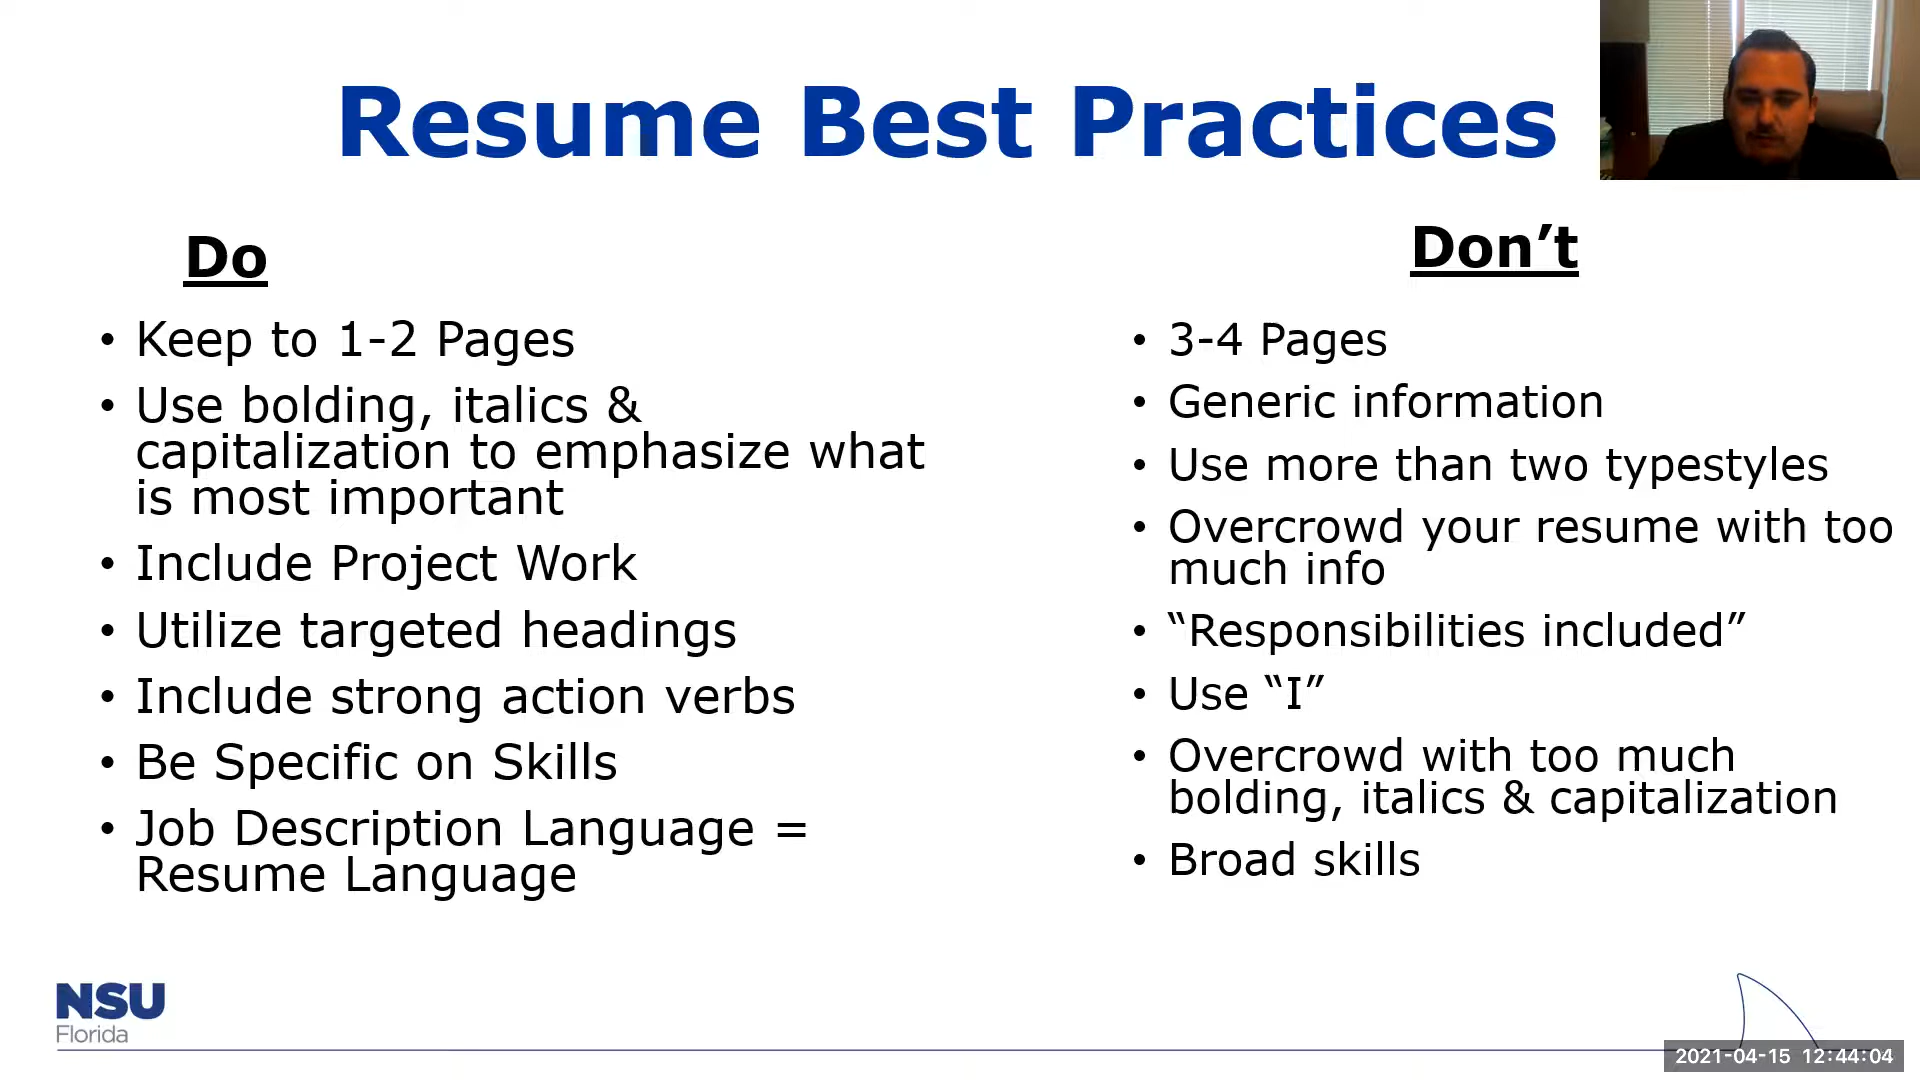 Resume Best Practices
Do
• Keep to 1-2 Pages
• Use bolding, italics &
capitalization to emphasize what
is most important
• Include Project Work
• Utilize targeted headings
• Include strong action verbs
• Be Specific on Skills
• Job Description Language =
Resume Language
Don’t
• 3-4 Pages
• Generic information
• Use more than two typestyles
• Overcrowd your resume with too
much info
• “Responsibilities included”
• Use “I”
• Overcrowd with too much
bolding, italics & capitalization
• Broad skills
NSU
Florida
2021-04-15 12:44:04